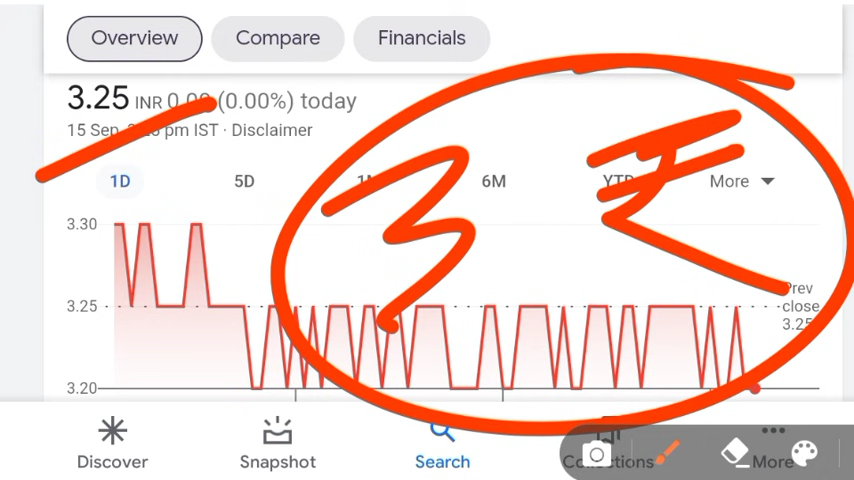 Overview Compare Financials
3.25 INR 0.00 (0.00%) today
15 Sep, pm IST · Disclaimer
1D 5D 6M YTD More
3 ₹
3.30
3.25
3.20
Prev
close
3.25
Discover Snapshot Search Collections More